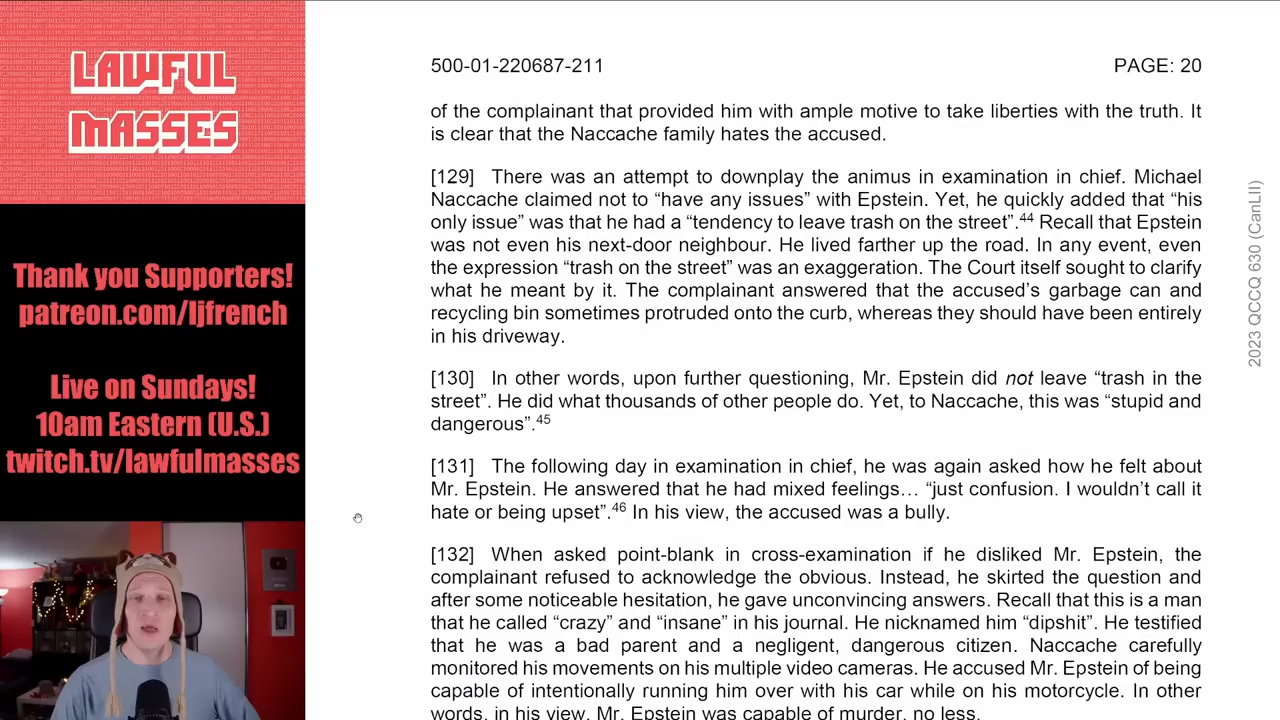 LAWFUL
MASSES
Thank you Supporters!
patreon.com/ljfrench
Live on Sundays!
10am Eastern (U.S.)
twitch.tv/lawfulmasses
500-01-220687-211 PAGE: 20
of the complainant that provided him with ample motive to take liberties with the truth. It
is clear that the Naccache family hates the accused.
[129] There was an attempt to downplay the animus in examination in chief. Michael
Naccache claimed not to “have any issues” with Epstein. Yet, he quickly added that “his
only issue” was that he had a “tendency to leave trash on the street”.44 Recall that Epstein
was not even his next-door neighbour. He lived farther up the road. In any event, even
the expression “trash on the street” was an exaggeration. The Court itself sought to clarify
what he meant by it. The complainant answered that the accused’s garbage can and
recycling bin sometimes protruded onto the curb, whereas they should have been entirely
in his driveway.
[130] In other words, upon further questioning, Mr. Epstein did not leave “trash in the
street”. He did what thousands of other people do. Yet, to Naccache, this was “stupid and
dangerous”.45
[131] The following day in examination in chief, he was again asked how he felt about
Mr. Epstein. He answered that he had mixed feelings… “just confusion. I wouldn’t call it
hate or being upset”.46 In his view, the accused was a bully.
[132] When asked point-blank in cross-examination if he disliked Mr. Epstein, the
complainant refused to acknowledge the obvious. Instead, he skirted the question and
after some noticeable hesitation, he gave unconvincing answers. Recall that this is a man
that he called “crazy” and “insane” in his journal. He nicknamed him “dipshit”. He testified
that he was a bad parent and a negligent, dangerous citizen. Naccache carefully
monitored his movements on his multiple video cameras. He accused Mr. Epstein of being
capable of intentionally running him over with his car while on his motorcycle. In other
words, in his view, Mr. Epstein was capable of murder, no less.
2023 QCCQ 630 (CanLII)